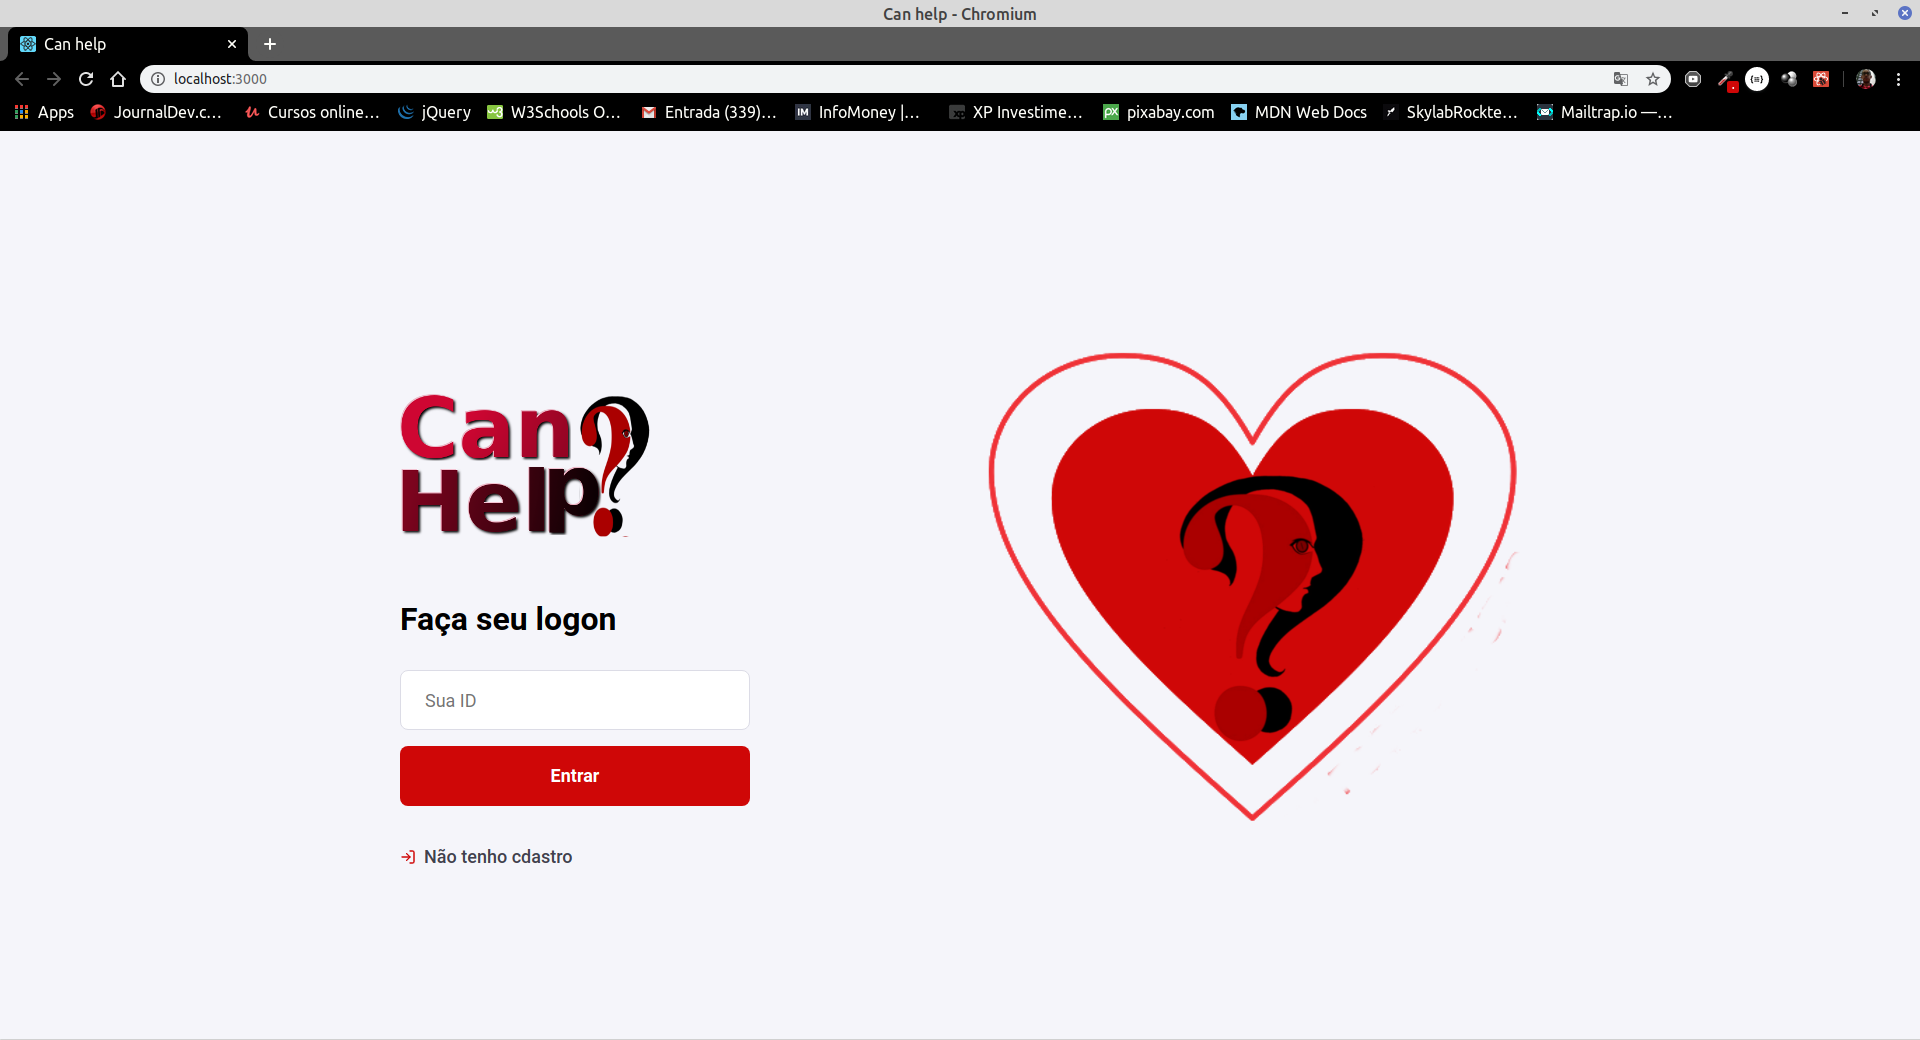 Can help - Chromium
Can help
localhost:3000
Apps JournalDev.c... Cursos online... jQuery W3Schools O... Entrada (339)... InfoMoney |... XP Investime... pixabay.com MDN Web Docs SkylabRockte... Mailtrap.io —...
Can
Help
Faça seu logon
Sua ID
Entrar
Não tenho cdastro